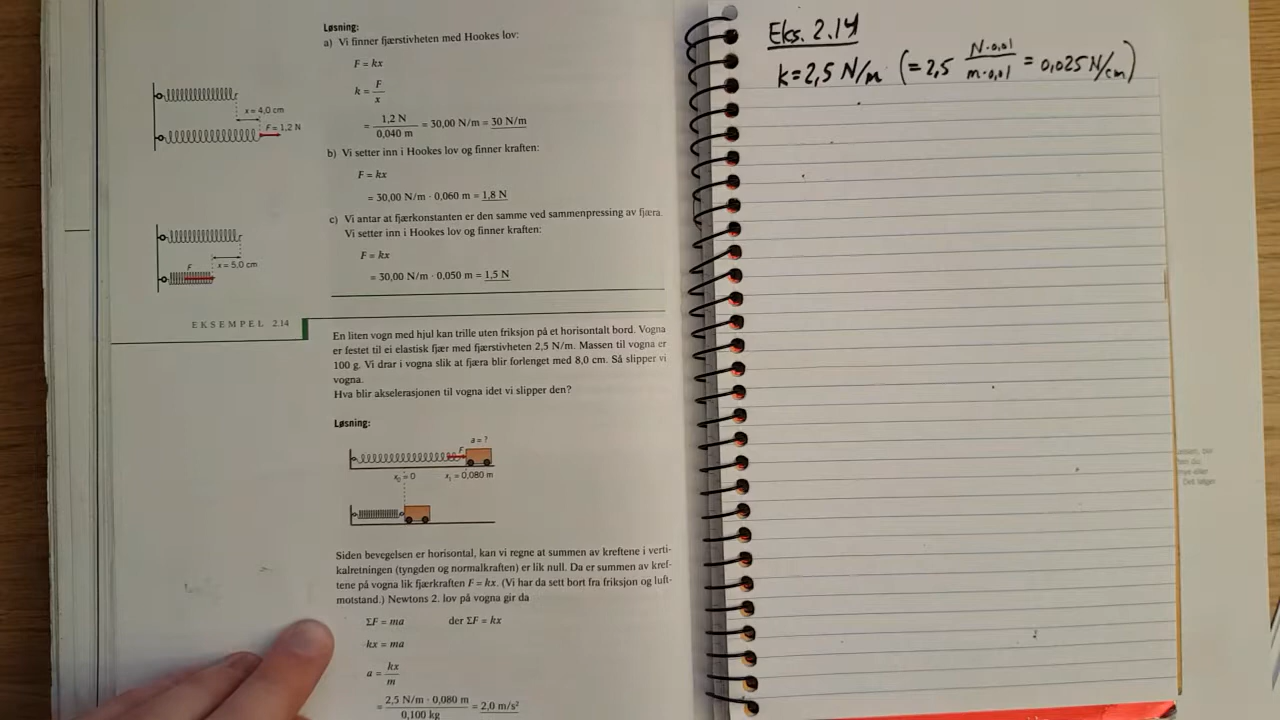 Løsning:
a) Vi finner fjærstivheten med Hookes lov:
F = kx
k = F/x
= 1,2 N/0,040 m = 30,00 N/m = 30 N/m
x = 4,0 cm
F = 1,2 N
b) Vi setter inn i Hookes lov og finner kraften:
F = kx
= 30,00 N/m · 0,060 m = 1,8 N
c) Vi antar at fjærkonstanten er den samme ved sammenpressing av fjæra.
Vi setter inn i Hookes lov og finner kraften:
F = kx
= 30,00 N/m · 0,050 m = 1,5 N
F
x = 5,0 cm
EKSEMPEL 2.14
En liten vogn med hjul kan trille uten friksjon på et horisontalt bord. Vogna
er festet til ei elastisk fjær med fjærstivheten 2,5 N/m. Massen til vogna er
100 g. Vi drar i vogna slik at fjæra blir forlenget med 8,0 cm. Så slipper vi
vogna.
Hva blir akselerasjonen til vogna idet vi slipper den?
Løsning:
a = ?
F
x₀ = 0
x₁ = 0,080 m
Siden bevegelsen er horisontal, kan vi regne at summen av kreftene i verti-
kalretningen (tyngden og normalkraften) er lik null. Da er summen av kref-
tene på vogna lik fjærkraften F = kx. (Vi har da sett bort fra friksjon og luft-
motstand.) Newtons 2. lov på vogna gir da
ΣF = ma der ΣF = kx
kx = ma
a = kx/m
= 2,5 N/m · 0,080 m/0,100 kg = 2,0 m/s²
Eks. 2.14
k = 2,5 N/m (= 2,5 N·0,01/m·0,01 = 0,025 N/cm)